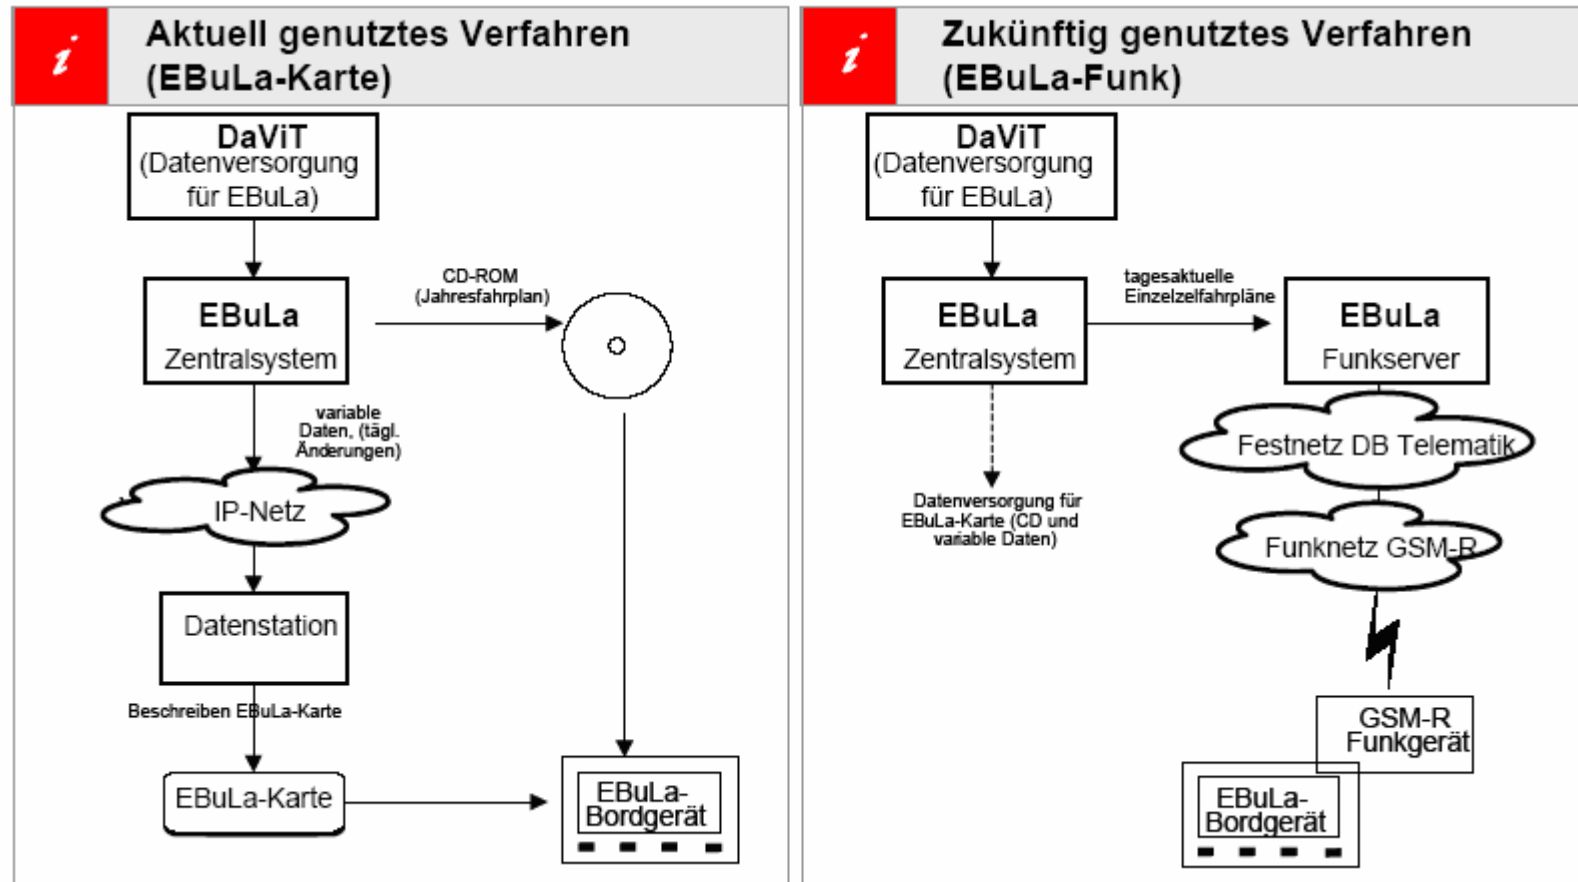 i
Aktuell genutztes Verfahren
(EBuLa-Karte)
DaViT
(Datenversorgung
für EBuLa)
EBuLa
Zentralsystem
CD-ROM
(Jahresfahrplan)
variable
Daten, (tägl.
Änderungen)
IP-Netz
Datenstation
Beschreiben EBuLa-Karte
EBuLa-Karte
EBuLa-
Bordgerät
i
Zukünftig genutztes Verfahren
(EBuLa-Funk)
DaViT
(Datenversorgung
für EBuLa)
EBuLa
Zentralsystem
tagesaktuelle
Einzelzelfahrpläne
EBuLa
Funkserver
Festnetz DB Telematik
Datenversorgung für
EBuLa-Karte (CD und
variable Daten)
Funknetz GSM-R
GSM-R
Funkgerät
EBuLa-
Bordgerät